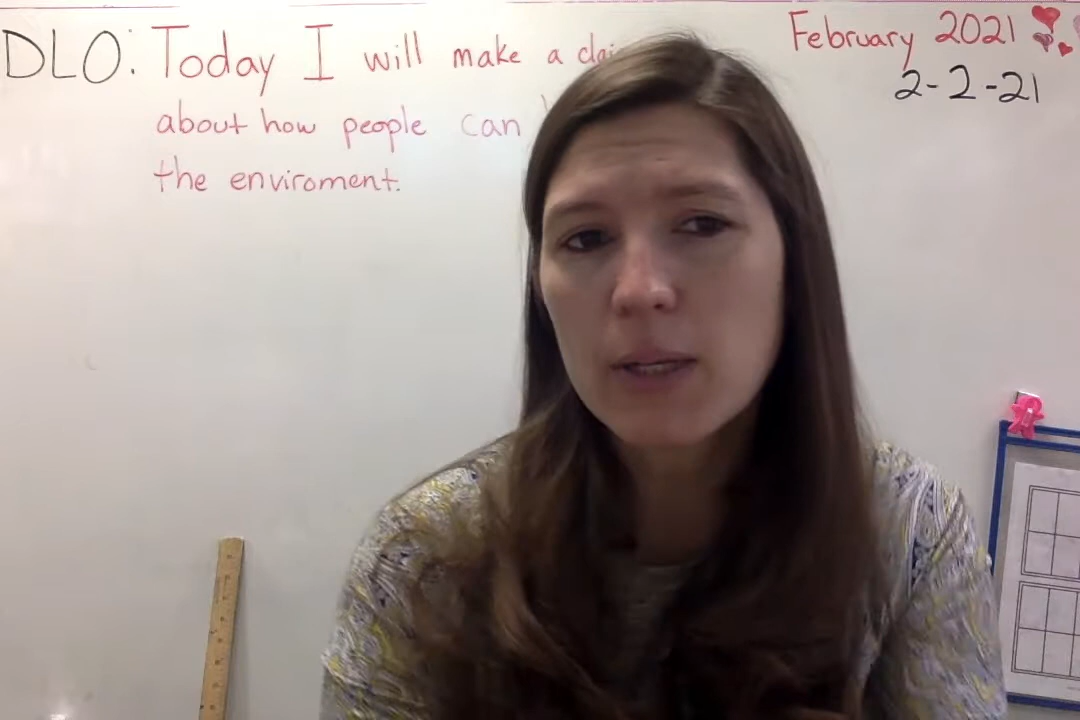 DLO: Today I will make a
February 2021
2-2-21
about how people can
the enviroment.